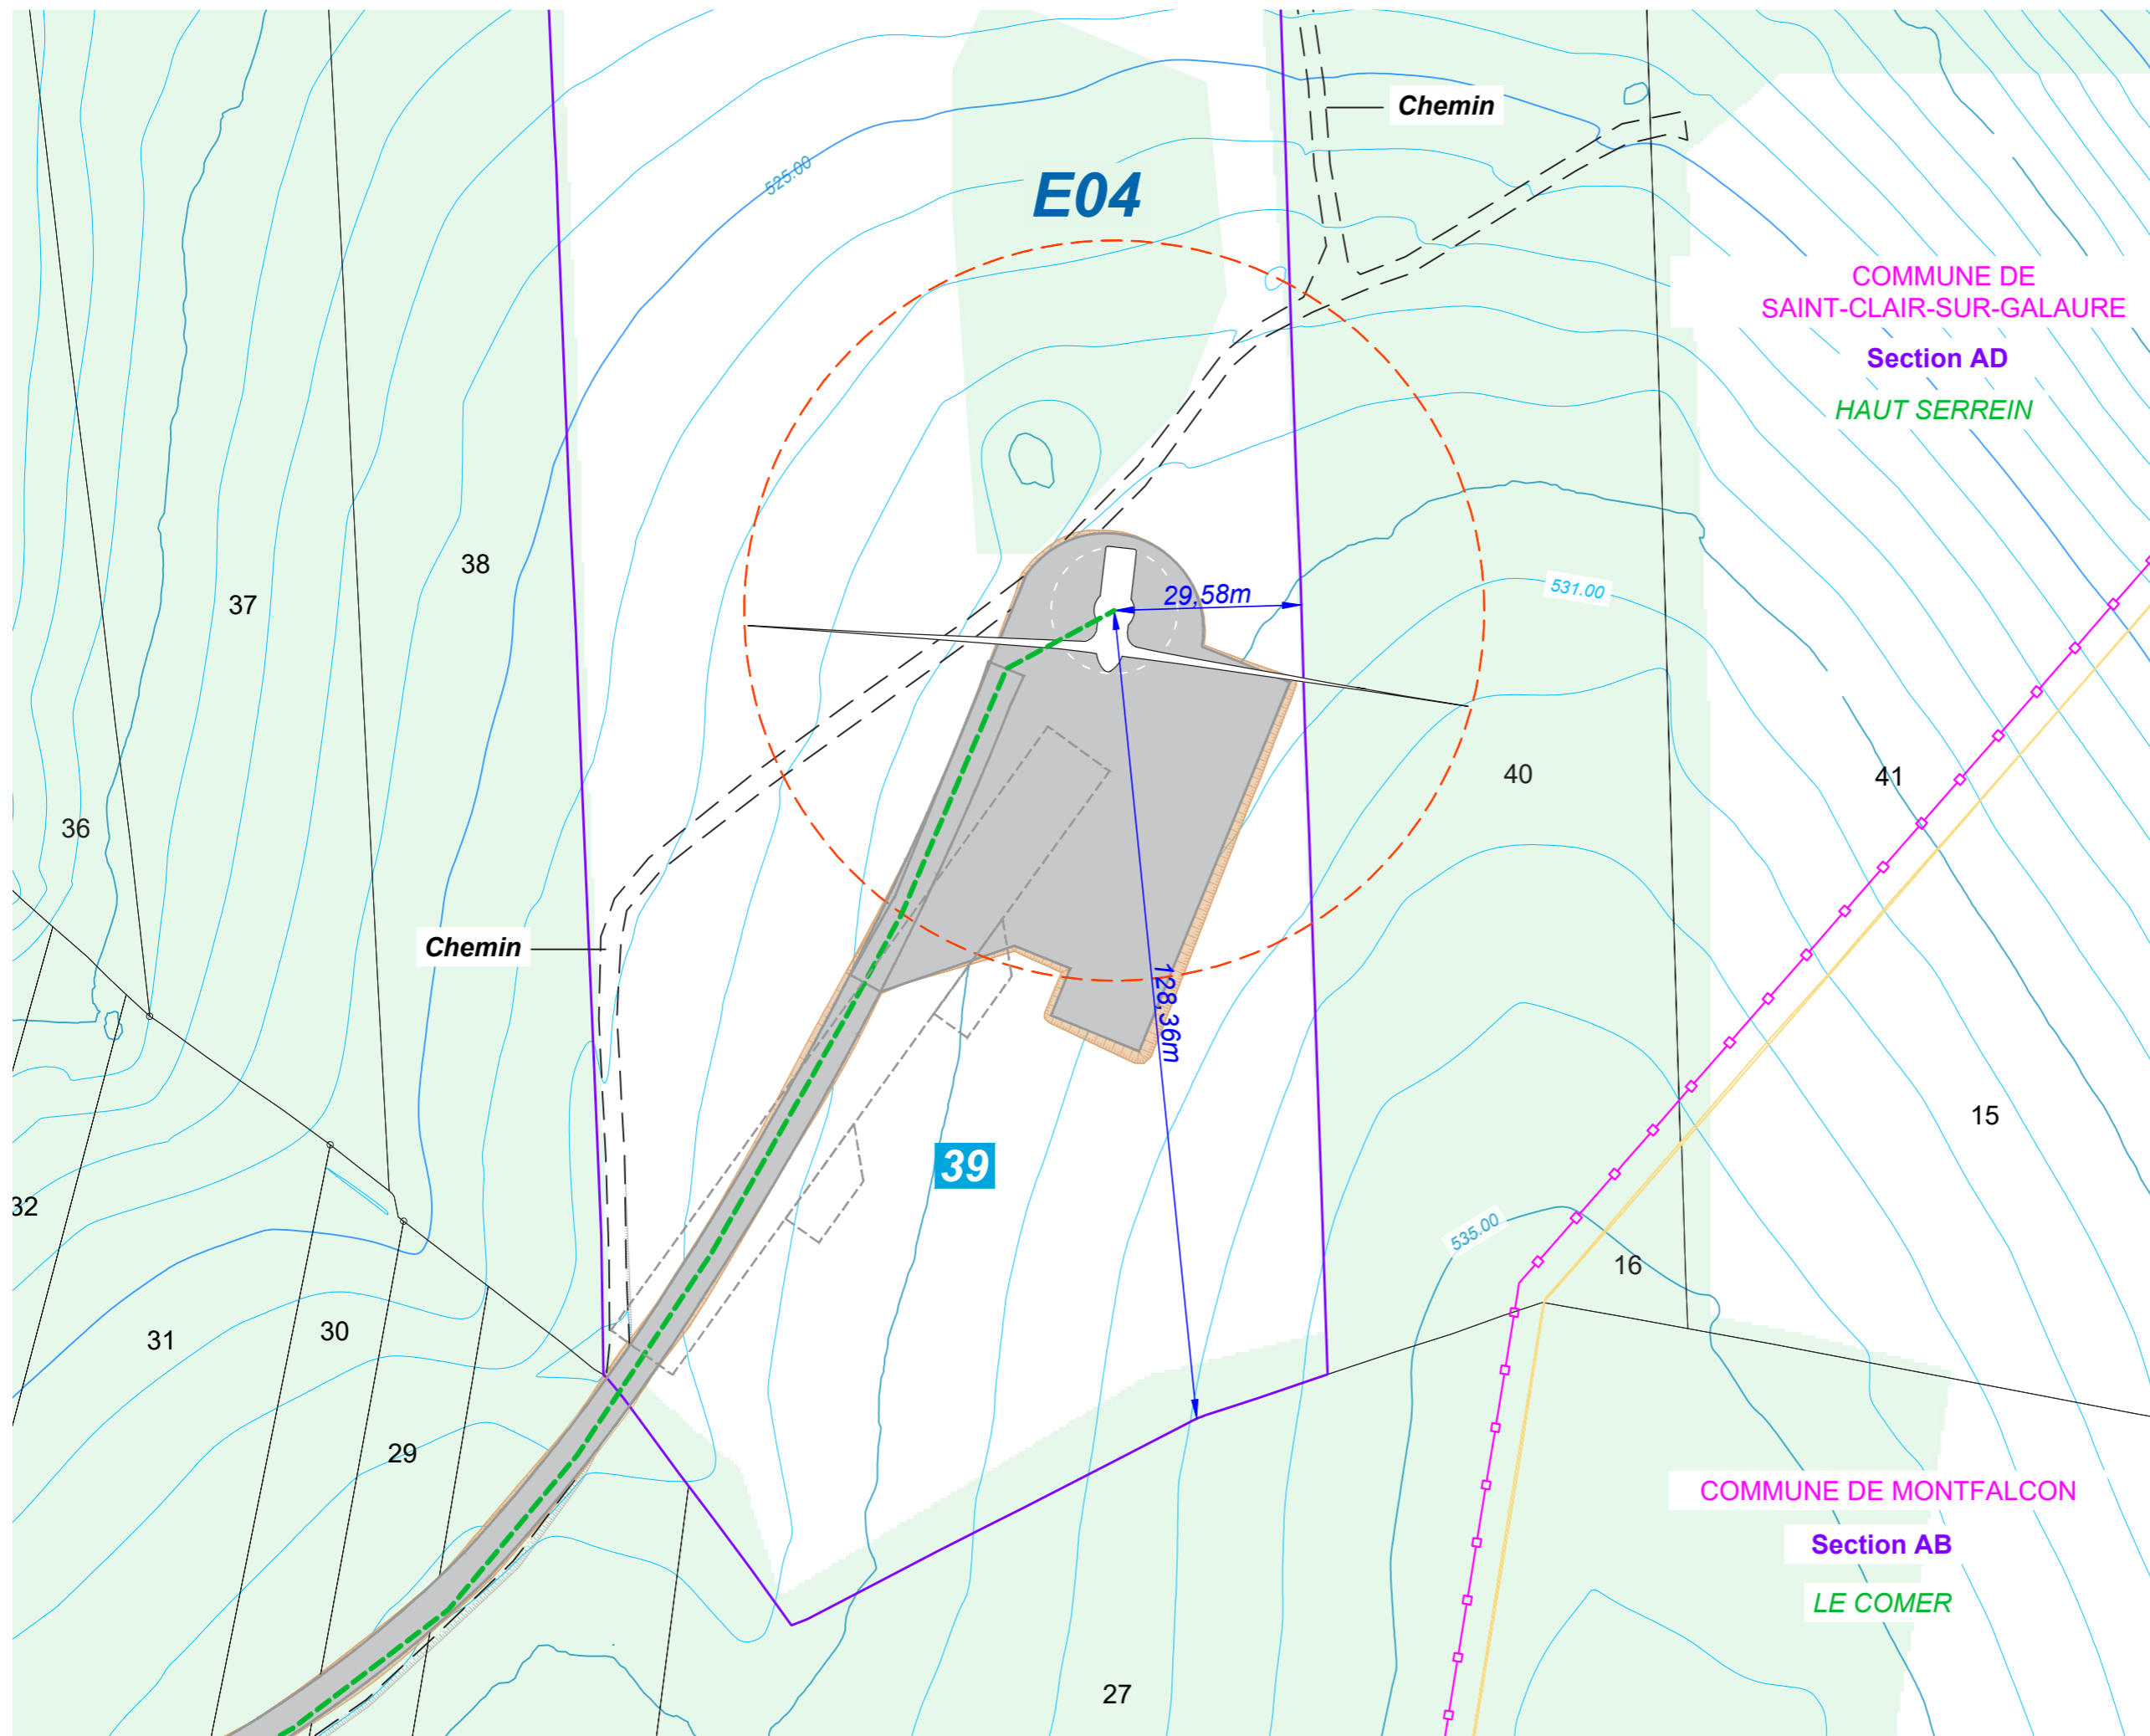 Chemin
525.00
E04
COMMUNE DE
SAINT-CLAIR-SUR-GALAURE
Section AD
HAUT SERREIN
38
37
29,58m
531.00
40
41
36
Chemin
128,36m
15
39
32
535.00
16
31
30
29
COMMUNE DE MONTFALCON
Section AB
LE COMER
27